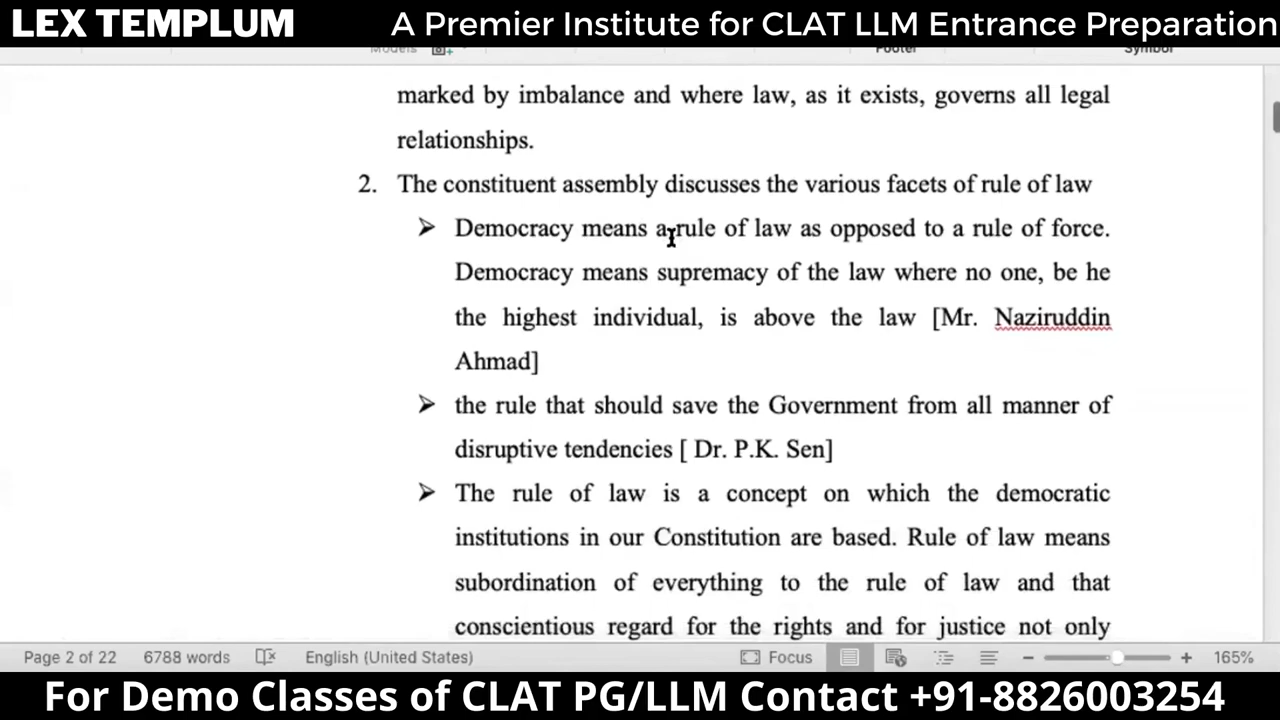 LEX TEMPLUM A Premier Institute for CLAT LLM Entrance Preparation
Models Footer Symbol
marked by imbalance and where law, as it exists, governs all legal
relationships.
2. The constituent assembly discusses the various facets of rule of law
➢ Democracy means a rule of law as opposed to a rule of force.
Democracy means supremacy of the law where no one, be he
the highest individual, is above the law [Mr. Naziruddin
Ahmad]
➢ the rule that should save the Government from all manner of
disruptive tendencies [ Dr. P.K. Sen]
➢ The rule of law is a concept on which the democratic
institutions in our Constitution are based. Rule of law means
subordination of everything to the rule of law and that
conscientious regard for the rights and for justice not only
Page 2 of 22 6788 words English (United States) Focus 165%
For Demo Classes of CLAT PG/LLM Contact +91-8826003254